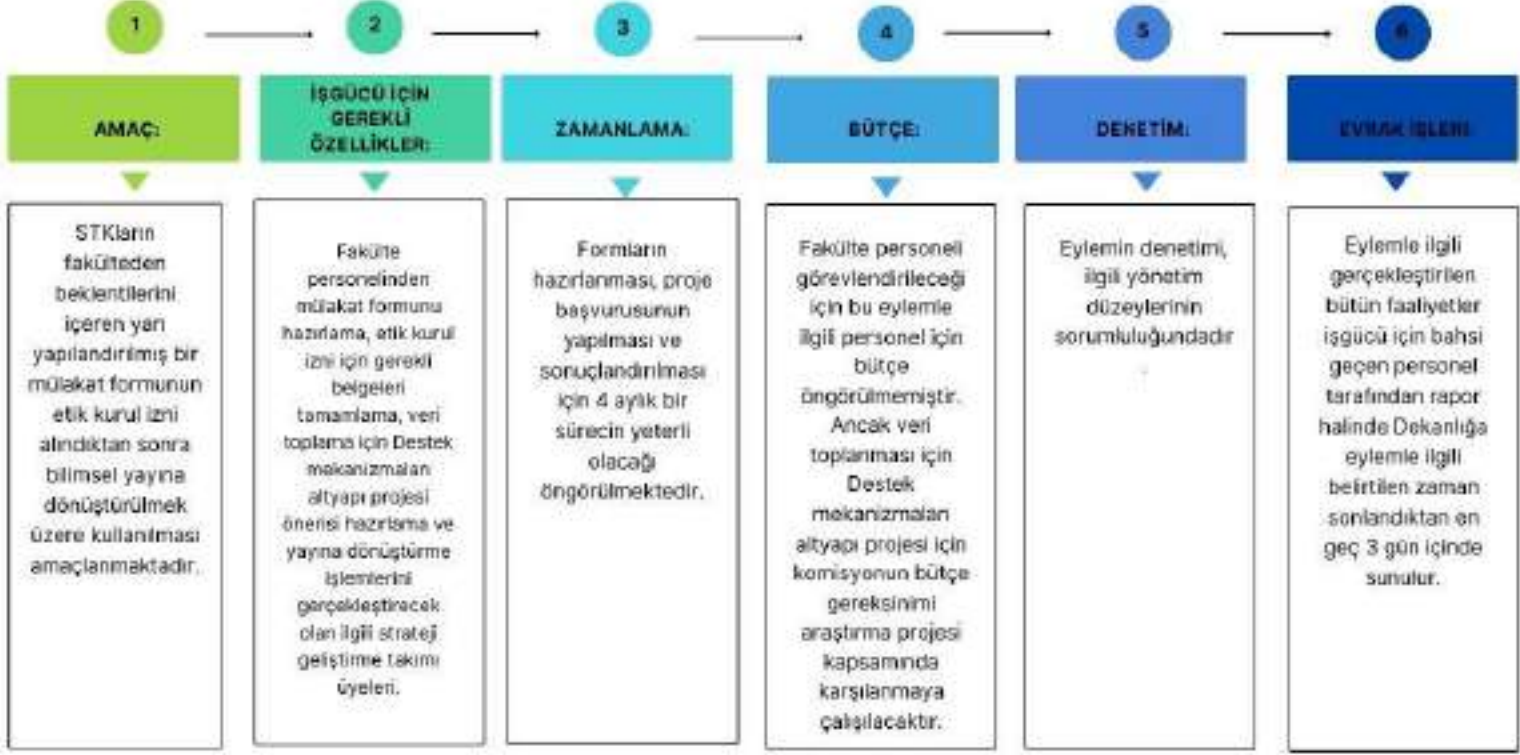 1
2
3
4
5
6
AMAÇ:
İŞGÜCÜ İÇİN
GEREKLİ
ÖZELLİKLER:
ZAMANLAMA:
BÜTÇE:
DENETİM:
EVRAK İŞLERİ:
STKların
fakülteden
beklentilerini
içeren yarı
yapılandırılmış bir
mülakat formunun
etik kurul izni
alındıktan sonra
bilimsel yayına
dönüştürülmek
üzere kullanılması
amaçlanmaktadır.
Fakülte
personelinden
mülakat formunu
hazırlama, etik kurul
izni için gerekli
belgeleri
tamamlama, veri
toplama için Destek
mekanizmaları
altyapı projesi
önerisi hazırlama ve
yayına dönüştürme
işlemlerini
gerçekleştirecek
olan ilgili strateji
geliştirme takımı
üyeleri.
Formların
hazırlanması, proje
başvurusunun
yapılması ve
sonuçlandırılması
için 4 aylık bir
sürecin yeterli
olacağı
öngörülmektedir.
Fakülte personeli
görevlendirileceği
için bu eylemle
ilgili personel için
bütçe
öngörülmemiştir.
Ancak veri
toplanması için
Destek
mekanizmaları
altyapı projesi için
komisyonun bütçe
gereksinimi
araştırma projesi
kapsamında
karşılanmaya
çalışılacaktır.
Eylemin denetimi,
ilgili yönetim
düzeylerinin
sorumluluğundadır
.
Eylemle ilgili
gerçekleştirilen
bütün faaliyetler
işgücü için bahsi
geçen personel
tarafından rapor
halinde Dekanlığa
eylemle ilgili
belirtilen zaman
sonlandıktan en
geç 3 gün içinde
sunulur.